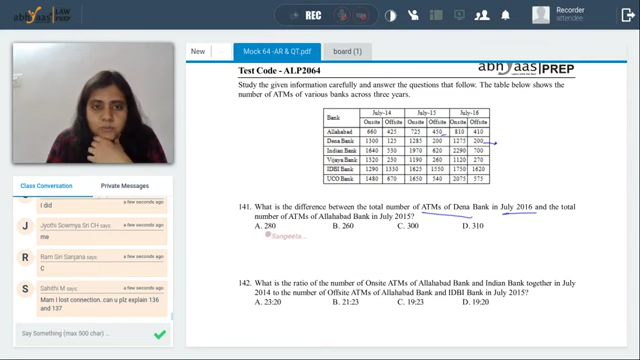 abhyaas LAW PREP
REC
Recorder
attendee
New
Mock 64 -AR & QT.pdf
board (1)
Test Code - ALP2064
abhyaas PREP
Study the given information carefully and answer the questions that follow. The table below shows the
number of ATMs of various banks across three years.
Bank July-14 July-15 July-16
Onsite Offsite Onsite Offsite Onsite Offsite
Allahabad 660 425 725 450 810 410
Dena Bank 1300 125 1285 200 1275 200
Indian Bank 1640 530 1970 620 2290 700
Vijaya Bank 1320 230 1190 260 1120 270
IDBI Bank 1290 1330 1625 1550 1750 1620
UCO Bank 1480 670 1650 540 2075 575
141. What is the difference between the total number of ATMs of Dena Bank in July 2016 and the total
number of ATMs of Allahabad Bank in July 2015?
A. 280 B. 260 C. 300 D. 310
Sangeeta
142. What is the ratio of the number of Onsite ATMs of Allahabad Bank and Indian Bank together in July
2014 to the number of Offsite ATMs of Allahabad Bank and IDBI Bank in July 2015?
A. 23:20 B. 21:23 C. 19:23 D. 19:20
Class Conversation Private Messages
a few seconds ago
I did
J Jyothi Sowmya Sri CH a few seconds ago
me
R Ram Sri Sanjana a few seconds ago
C
S Sahithi M a few seconds ago
Mam I lost connection, can u plz explain 136
and 137
Say Something (max 500 char)